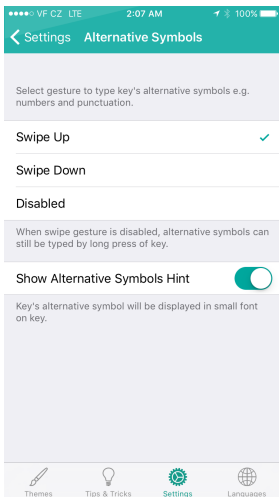 VF CZ LTE 2:07 AM 100%
Settings Alternative Symbols
Select gesture to type key's alternative symbols e.g.
numbers and punctuation.
Swipe Up
Swipe Down
Disabled
When swipe gesture is disabled, alternative symbols can
still be typed by long press of key.
Show Alternative Symbols Hint
Key's alternative symbol will be displayed in small font
on key.
Themes Tips & Tricks Settings Languages